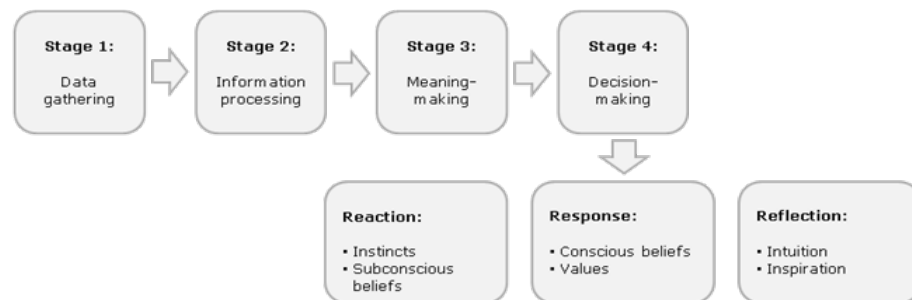 Stage 1:
Data
gathering
Stage 2:
Information
processing
Stage 3:
Meaning-
making
Stage 4:
Decision-
making
Reaction:
▪ Instincts
▪ Subconscious
beliefs
Response:
▪ Conscious beliefs
▪ Values
Reflection:
▪ Intuition
▪ Inspiration